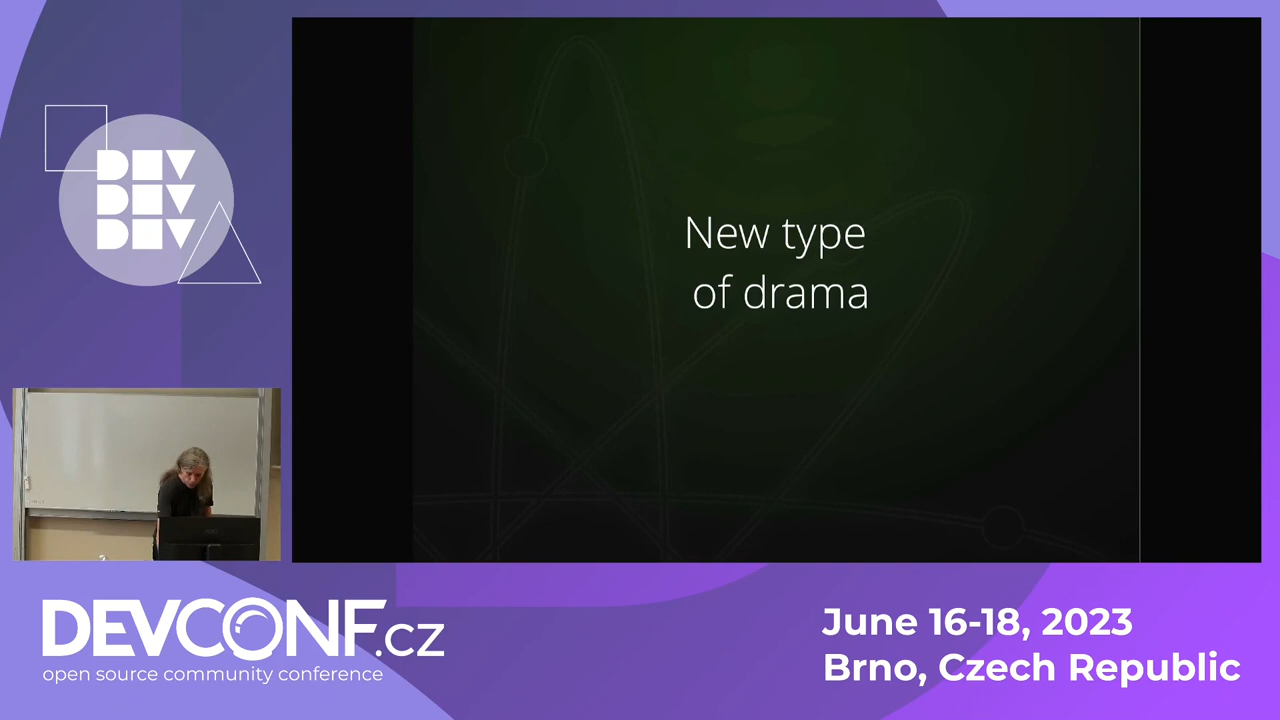 DEV
DEV
DEV
New type
of drama
DEVCONF.cz
open source community conference
June 16-18, 2023
Brno, Czech Republic